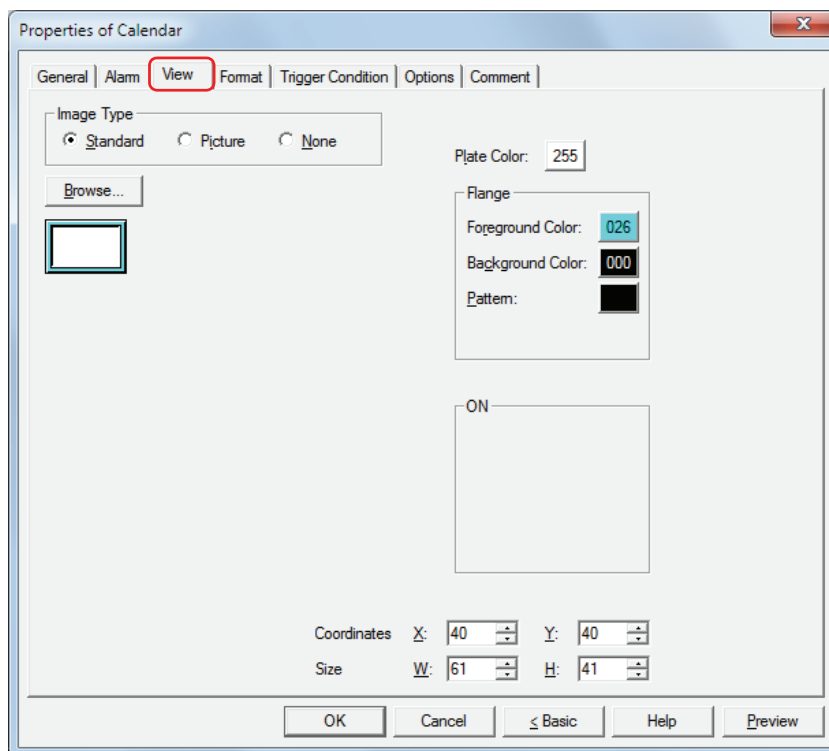 Properties of Calendar
X
General Alarm View Format Trigger Condition Options Comment
Image Type
Standard Picture None
Browse...
Plate Color: 255
Flange
Foreground Color: 026
Background Color: 000
Pattern:
ON
Coordinates X: 40 Y: 40
Size W: 61 H: 41
OK Cancel < Basic Help Preview